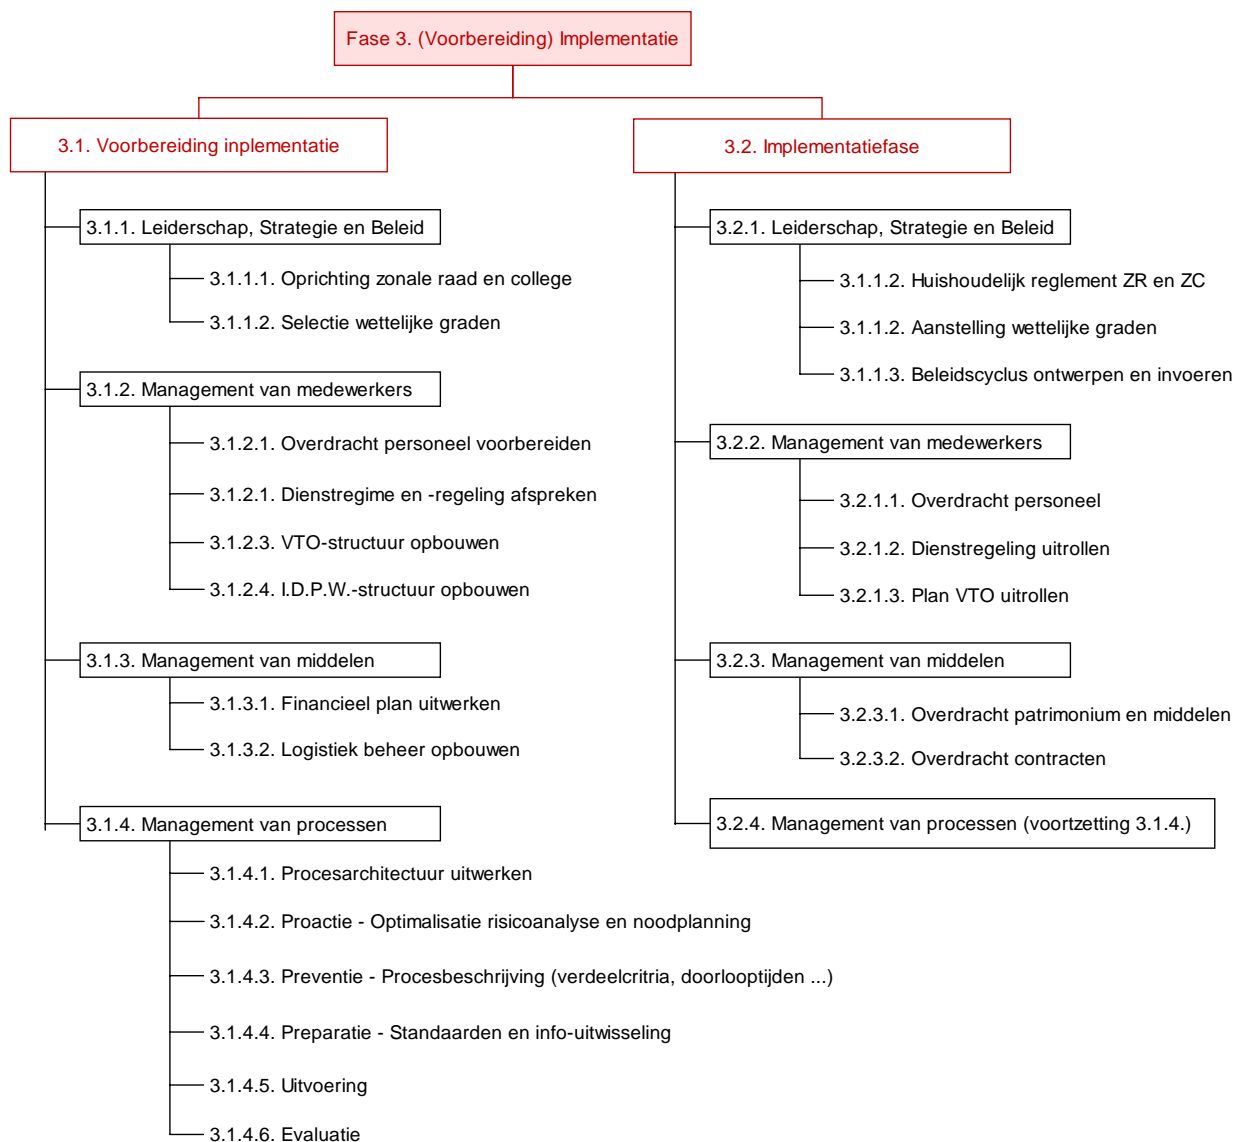 Fase 3. (Voorbereiding) Implementatie
3.1. Voorbereiding inplementatie
3.1.1. Leiderschap, Strategie en Beleid
3.1.1.1. Oprichting zonale raad en college
3.1.1.2. Selectie wettelijke graden
3.1.2. Management van medewerkers
3.1.2.1. Overdracht personeel voorbereiden
3.1.2.1. Dienstregime en -regeling afspreken
3.1.2.3. VTO-structuur opbouwen
3.1.2.4. I.D.P.W.-structuur opbouwen
3.1.3. Management van middelen
3.1.3.1. Financieel plan uitwerken
3.1.3.2. Logistiek beheer opbouwen
3.1.4. Management van processen
3.1.4.1. Procesarchitectuur uitwerken
3.1.4.2. Proactie - Optimalisatie risicoanalyse en noodplanning
3.1.4.3. Preventie - Procesbeschrijving (verdeelcritria, doorlooptijden ...)
3.1.4.4. Preparatie - Standaarden en info-uitwisseling
3.1.4.5. Uitvoering
3.1.4.6. Evaluatie
3.2. Implementatiefase
3.2.1. Leiderschap, Strategie en Beleid
3.1.1.2. Huishoudelijk reglement ZR en ZC
3.1.1.2. Aanstelling wettelijke graden
3.1.1.3. Beleidscyclus ontwerpen en invoeren
3.2.2. Management van medewerkers
3.2.1.1. Overdracht personeel
3.2.1.2. Dienstregeling uitrollen
3.2.1.3. Plan VTO uitrollen
3.2.3. Management van middelen
3.2.3.1. Overdracht patrimonium en middelen
3.2.3.2. Overdracht contracten
3.2.4. Management van processen (voortzetting 3.1.4.)